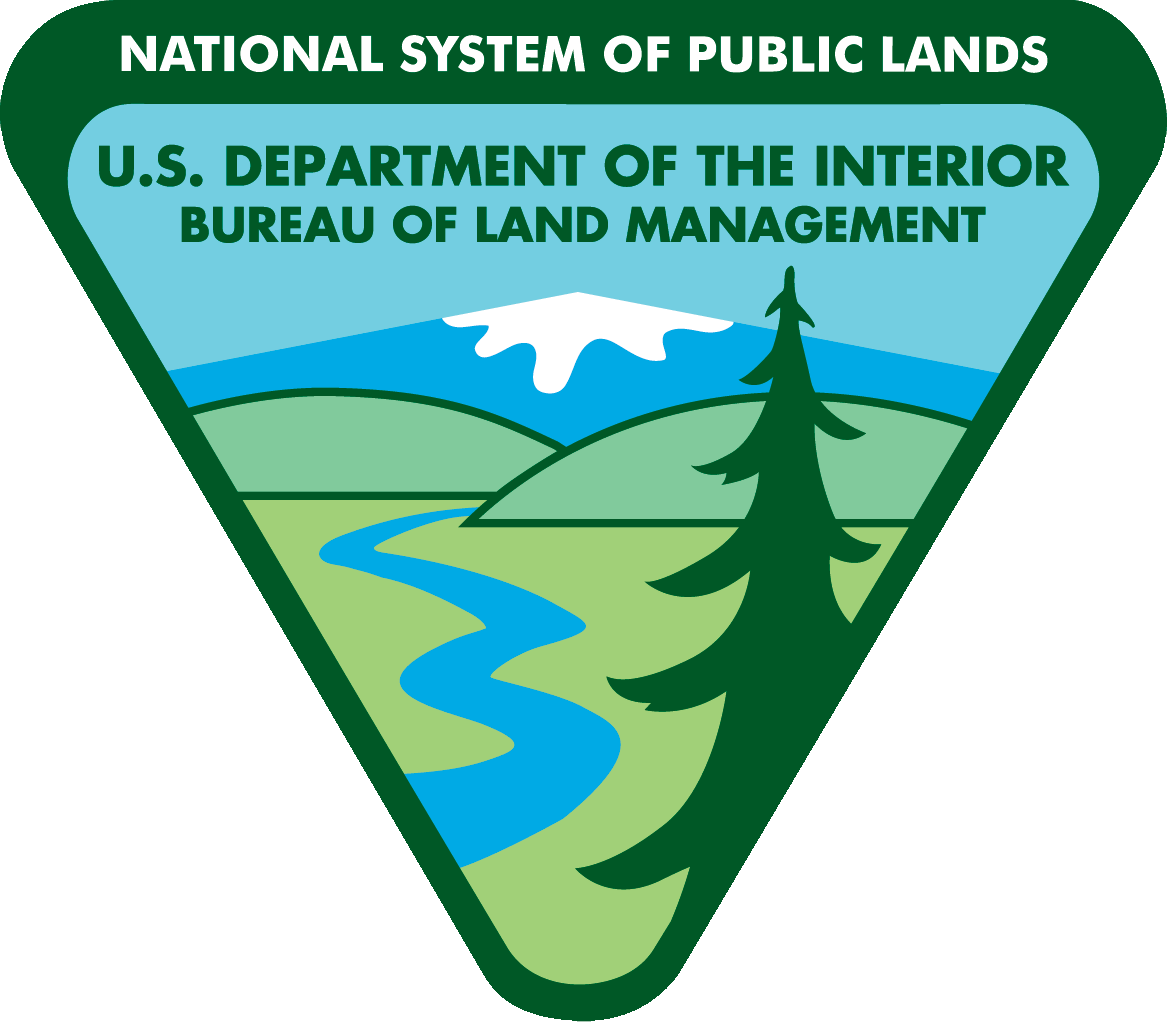 NATIONAL SYSTEM OF PUBLIC LANDS
U.S. DEPARTMENT OF THE INTERIOR
BUREAU OF LAND MANAGEMENT